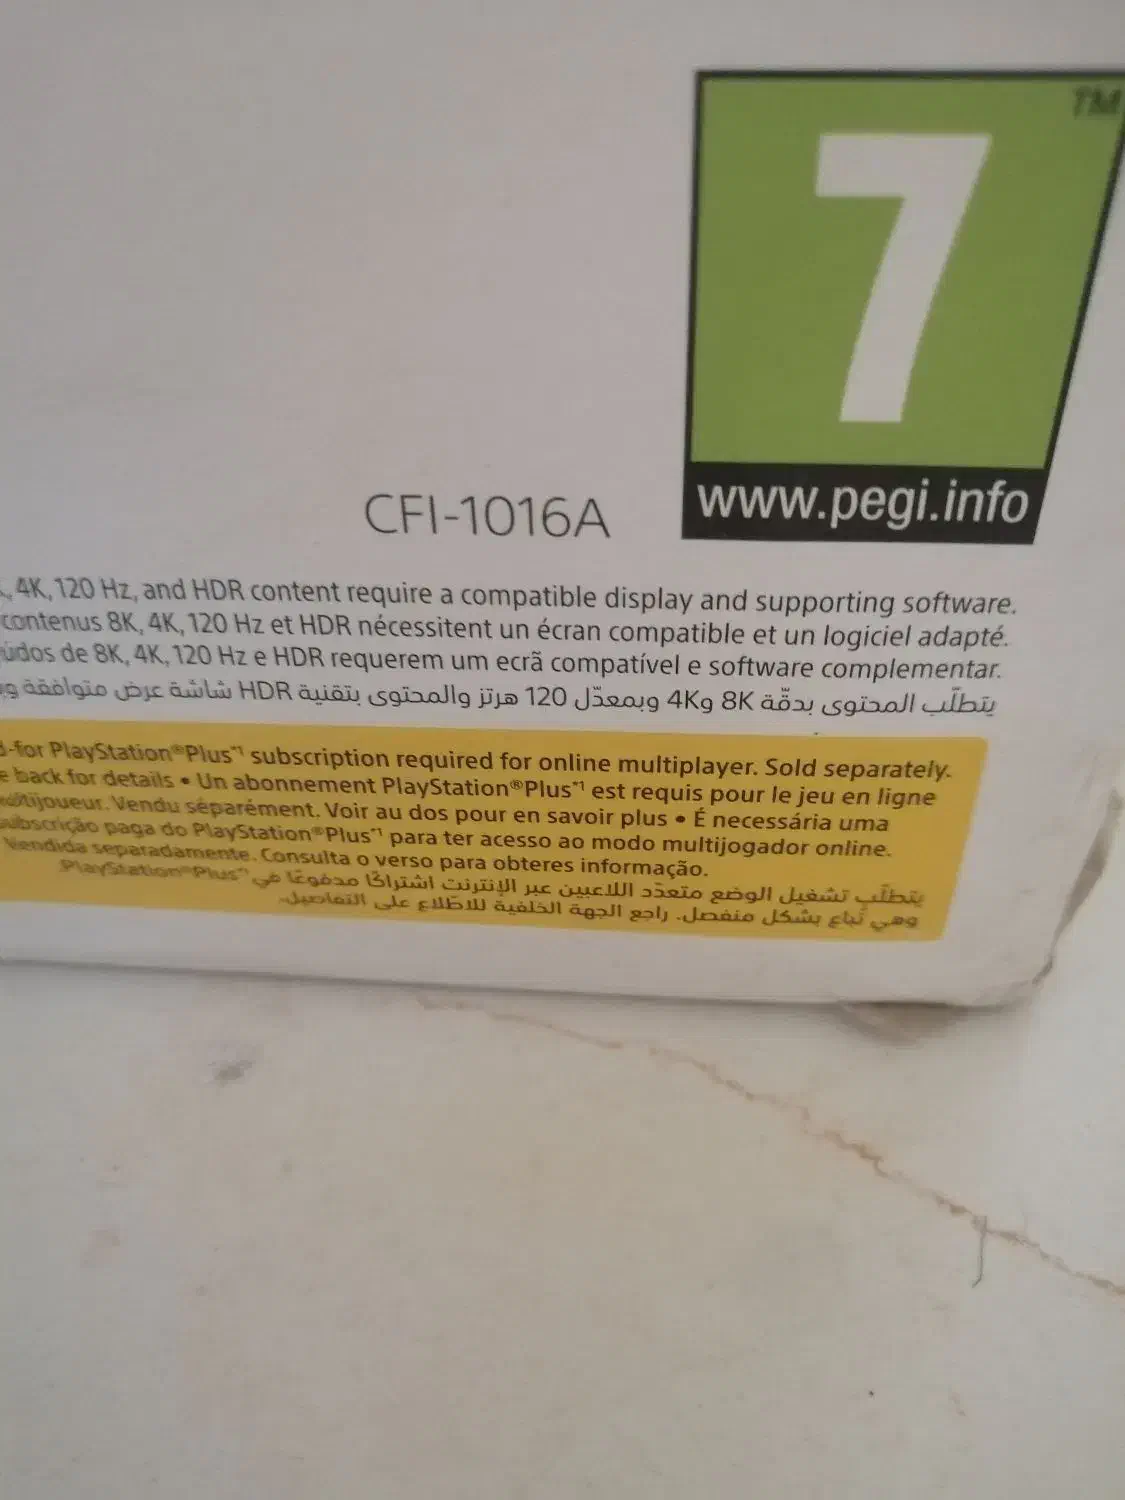 TM
7
www.pegi.info
CFI-1016A
4K, 120 Hz, and HDR content require a compatible display and supporting software.
contenus 8K, 4K, 120 Hz et HDR nécessitent un écran compatible et un logiciel adapté.
de 8K, 4K, 120 Hz e HDR requerem um ecrã compatível e software complementar.
يتطلّب المحتوى بدقّة 8K و4K وبمعدّل 120 هرتز والمحتوى بتقنية HDR شاشة عرض متوافقة
-for PlayStation®Plus*¹ subscription required for online multiplayer. Sold separately.
back for details • Un abonnement PlayStation®Plus*¹ est requis pour le jeu en ligne
Vendu séparément. Voir au dos pour en savoir plus • É necessária uma
subscrição paga do PlayStation®Plus*¹ para ter acesso ao modo multijogador online.
Vendida separadamente. Consulta o verso para obteres informação.
يتطلّب تشغيل الوضع متعدّد اللاعبين عبر الإنترنت اشتراكًا مدفوعًا في PlayStation®Plus*¹
وهي تُباع بشكل منفصل. راجع الجهة الخلفية للاطّلاع على التفاصيل.